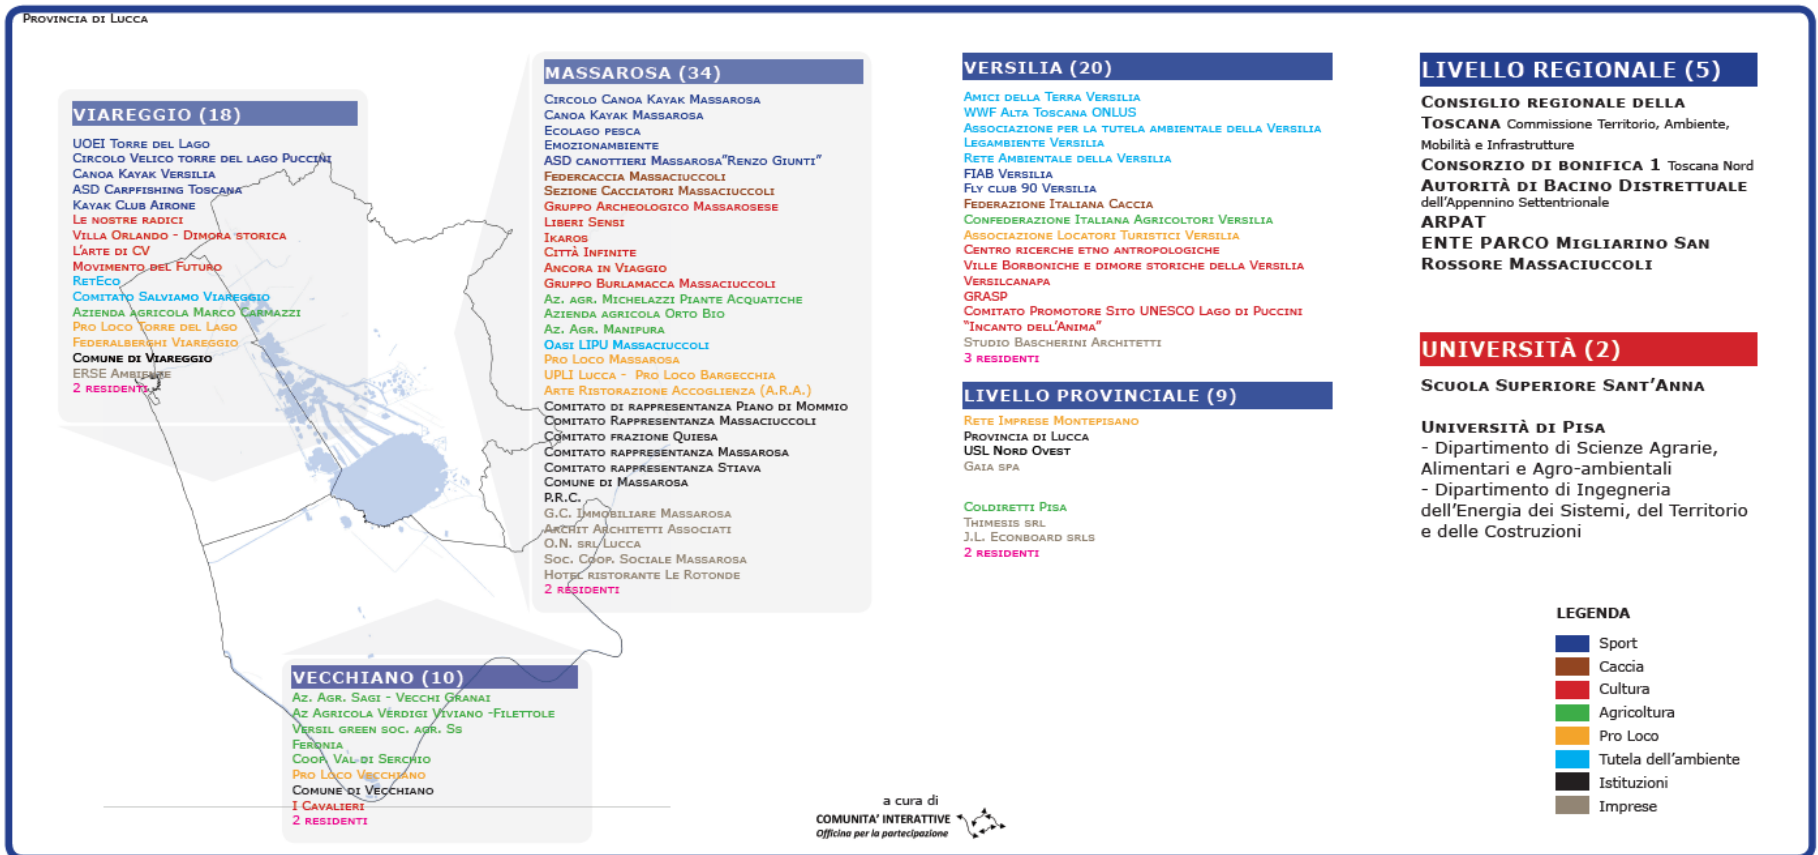 Provincia di Lucca
VIAREGGIO (18)
UOEI Torre del Lago
Circolo Velico torre del lago Puccini
Canoa Kayak Versilia
ASD Carpfishing Toscana
Kayak Club Airone
Le nostre radici
Villa Orlando - Dimora storica
L'arte di CV
Movimento del Futuro
RetEco
Comitato Salviamo Viareggio
Azienda agricola Marco Carmazzi
Pro Loco Torre del Lago
Federalberghi Viareggio
Comune di Viareggio
ERSE Ambiente
2 residenti
MASSAROSA (34)
Circolo Canoa Kayak Massarosa
Canoa Kayak Massarosa
Ecolago pesca
Emozionambiente
ASD canottieri Massarosa"Renzo Giunti"
Federcaccia Massaciuccoli
Sezione Cacciatori Massaciuccoli
Gruppo Archeologico Massarosese
Liberi Sensi
Ikaros
Città Infinite
Ancora in Viaggio
Gruppo Burlamacca Massaciuccoli
Az. agr. Michelazzi Piante Acquatiche
Azienda agricola Orto Bio
Az. Agr. Manipura
Oasi LIPU Massaciuccoli
Pro Loco Massarosa
UPLI Lucca - Pro Loco Bargecchia
Arte Ristorazione Accoglienza (A.R.A.)
Comitato di rappresentanza Piano di Mommio
Comitato Rappresentanza Massaciuccoli
Comitato frazione Quiesa
Comitato rappresentanza Massarosa
Comitato rappresentanza Stiava
Comune di Massarosa
P.R.C.
G.C. Immobiliare Massarosa
Archit Architetti Associati
O.N. srl Lucca
Soc. Coop. Sociale Massarosa
Hotel ristorante Le Rotonde
2 residenti
VECCHIANO (10)
Az. Agr. Sagi - Vecchi Granai
Az Agricola Verdigi Viviano -Filettole
Versil green soc. agr. Ss
Feronia
Coop. Val di Serchio
Pro Loco Vecchiano
Comune di Vecchiano
I Cavalieri
2 residenti
VERSILIA (20)
Amici della Terra Versilia
WWF Alta Toscana ONLUS
Associazione per la tutela ambientale della Versilia
Legambiente Versilia
Rete Ambientale della Versilia
FIAB Versilia
Fly club 90 Versilia
Federazione Italiana Caccia
Confederazione Italiana Agricoltori Versilia
Associazione Locatori Turistici Versilia
Centro ricerche etno antropologiche
Ville Borboniche e dimore storiche della Versilia
Versilcanapa
GRASP
Comitato Promotore Sito UNESCO Lago di Puccini
"Incanto dell'Anima"
Studio Bascherini Architetti
3 residenti
LIVELLO PROVINCIALE (9)
Rete Imprese Montepisano
Provincia di Lucca
USL Nord Ovest
Gaia spa
Coldiretti Pisa
Thimesis srl
J.L. Econboard srls
2 residenti
LIVELLO REGIONALE (5)
Consiglio regionale della
Toscana Commissione Territorio, Ambiente,
Mobilità e Infrastrutture
Consorzio di bonifica 1 Toscana Nord
Autorità di Bacino Distrettuale
dell'Appennino Settentrionale
ARPAT
ENTE PARCO Migliarino San
Rossore Massaciuccoli
UNIVERSITÀ (2)
Scuola Superiore Sant'Anna
Università di Pisa
- Dipartimento di Scienze Agrarie,
Alimentari e Agro-ambientali
- Dipartimento di Ingegneria
dell'Energia dei Sistemi, del Territorio
e delle Costruzioni
LEGENDA
Sport
Caccia
Cultura
Agricoltura
Pro Loco
Tutela dell'ambiente
Istituzioni
Imprese
a cura di
COMUNITA' INTERATTIVE
Officina per la partecipazione